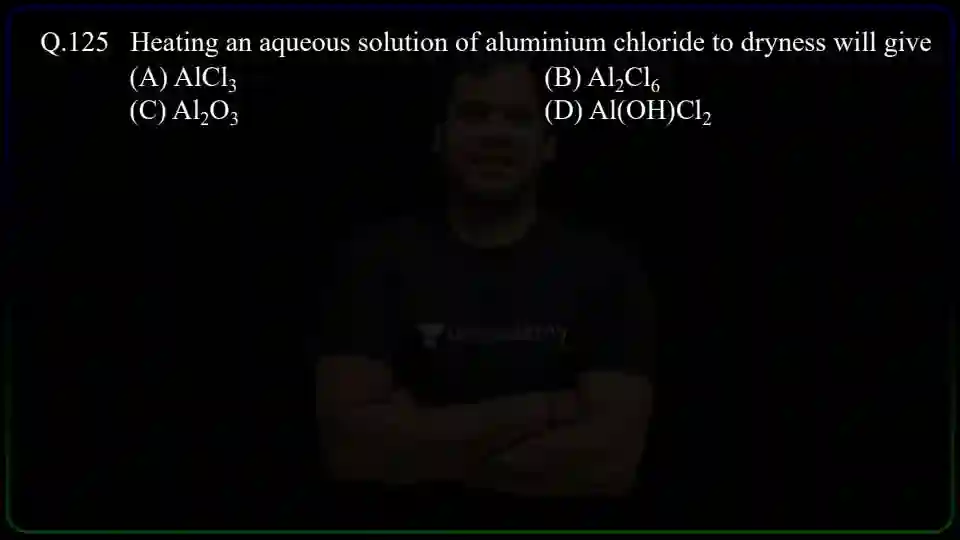 Q.125 Heating an aqueous solution of aluminium chloride to dryness will give
(A) AlCl₃ (B) Al₂Cl₆
(C) Al₂O₃ (D) Al(OH)Cl₂